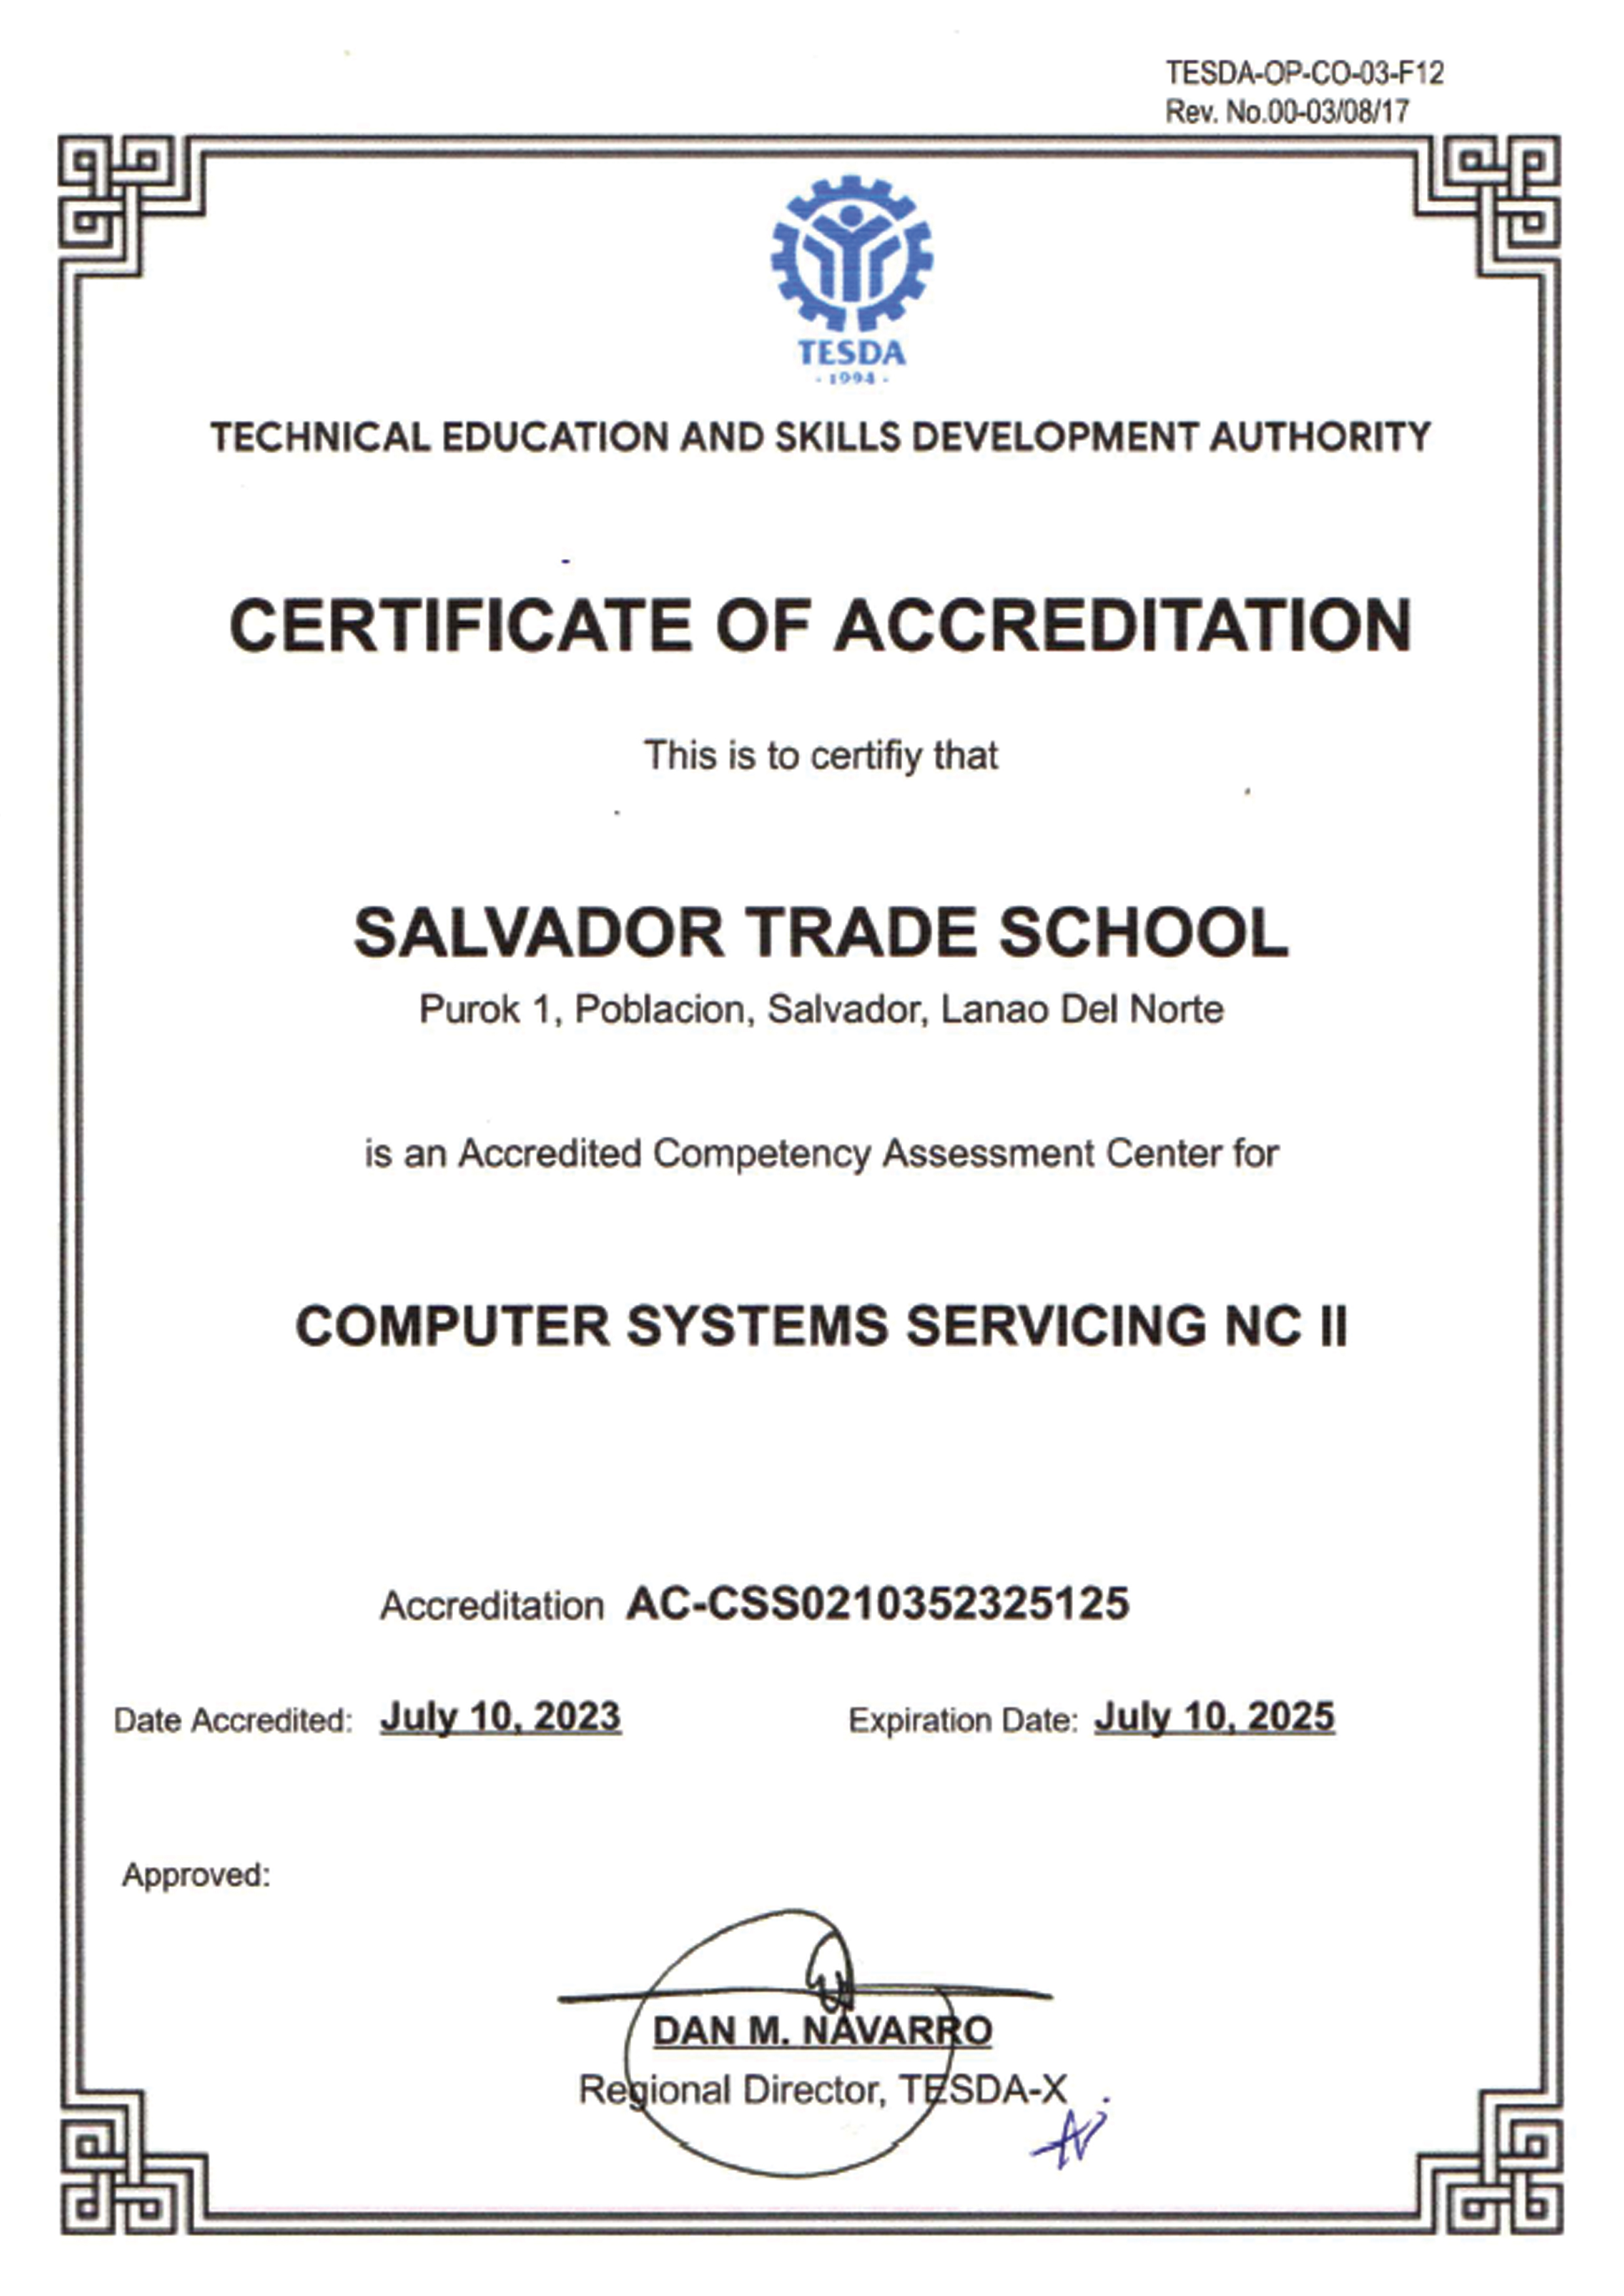 TESDA-OP-CO-03-F12
Rev. No.00-03/08/17
TESDA
- 1994 -
TECHNICAL EDUCATION AND SKILLS DEVELOPMENT AUTHORITY
CERTIFICATE OF ACCREDITATION
This is to certifiy that
SALVADOR TRADE SCHOOL
Purok 1, Poblacion, Salvador, Lanao Del Norte
is an Accredited Competency Assessment Center for
COMPUTER SYSTEMS SERVICING NC II
Accreditation AC-CSS0210352325125
Date Accredited: July 10, 2023 Expiration Date: July 10, 2025
Approved:
DAN M. NAVARRO
Regional Director, TESDA-X